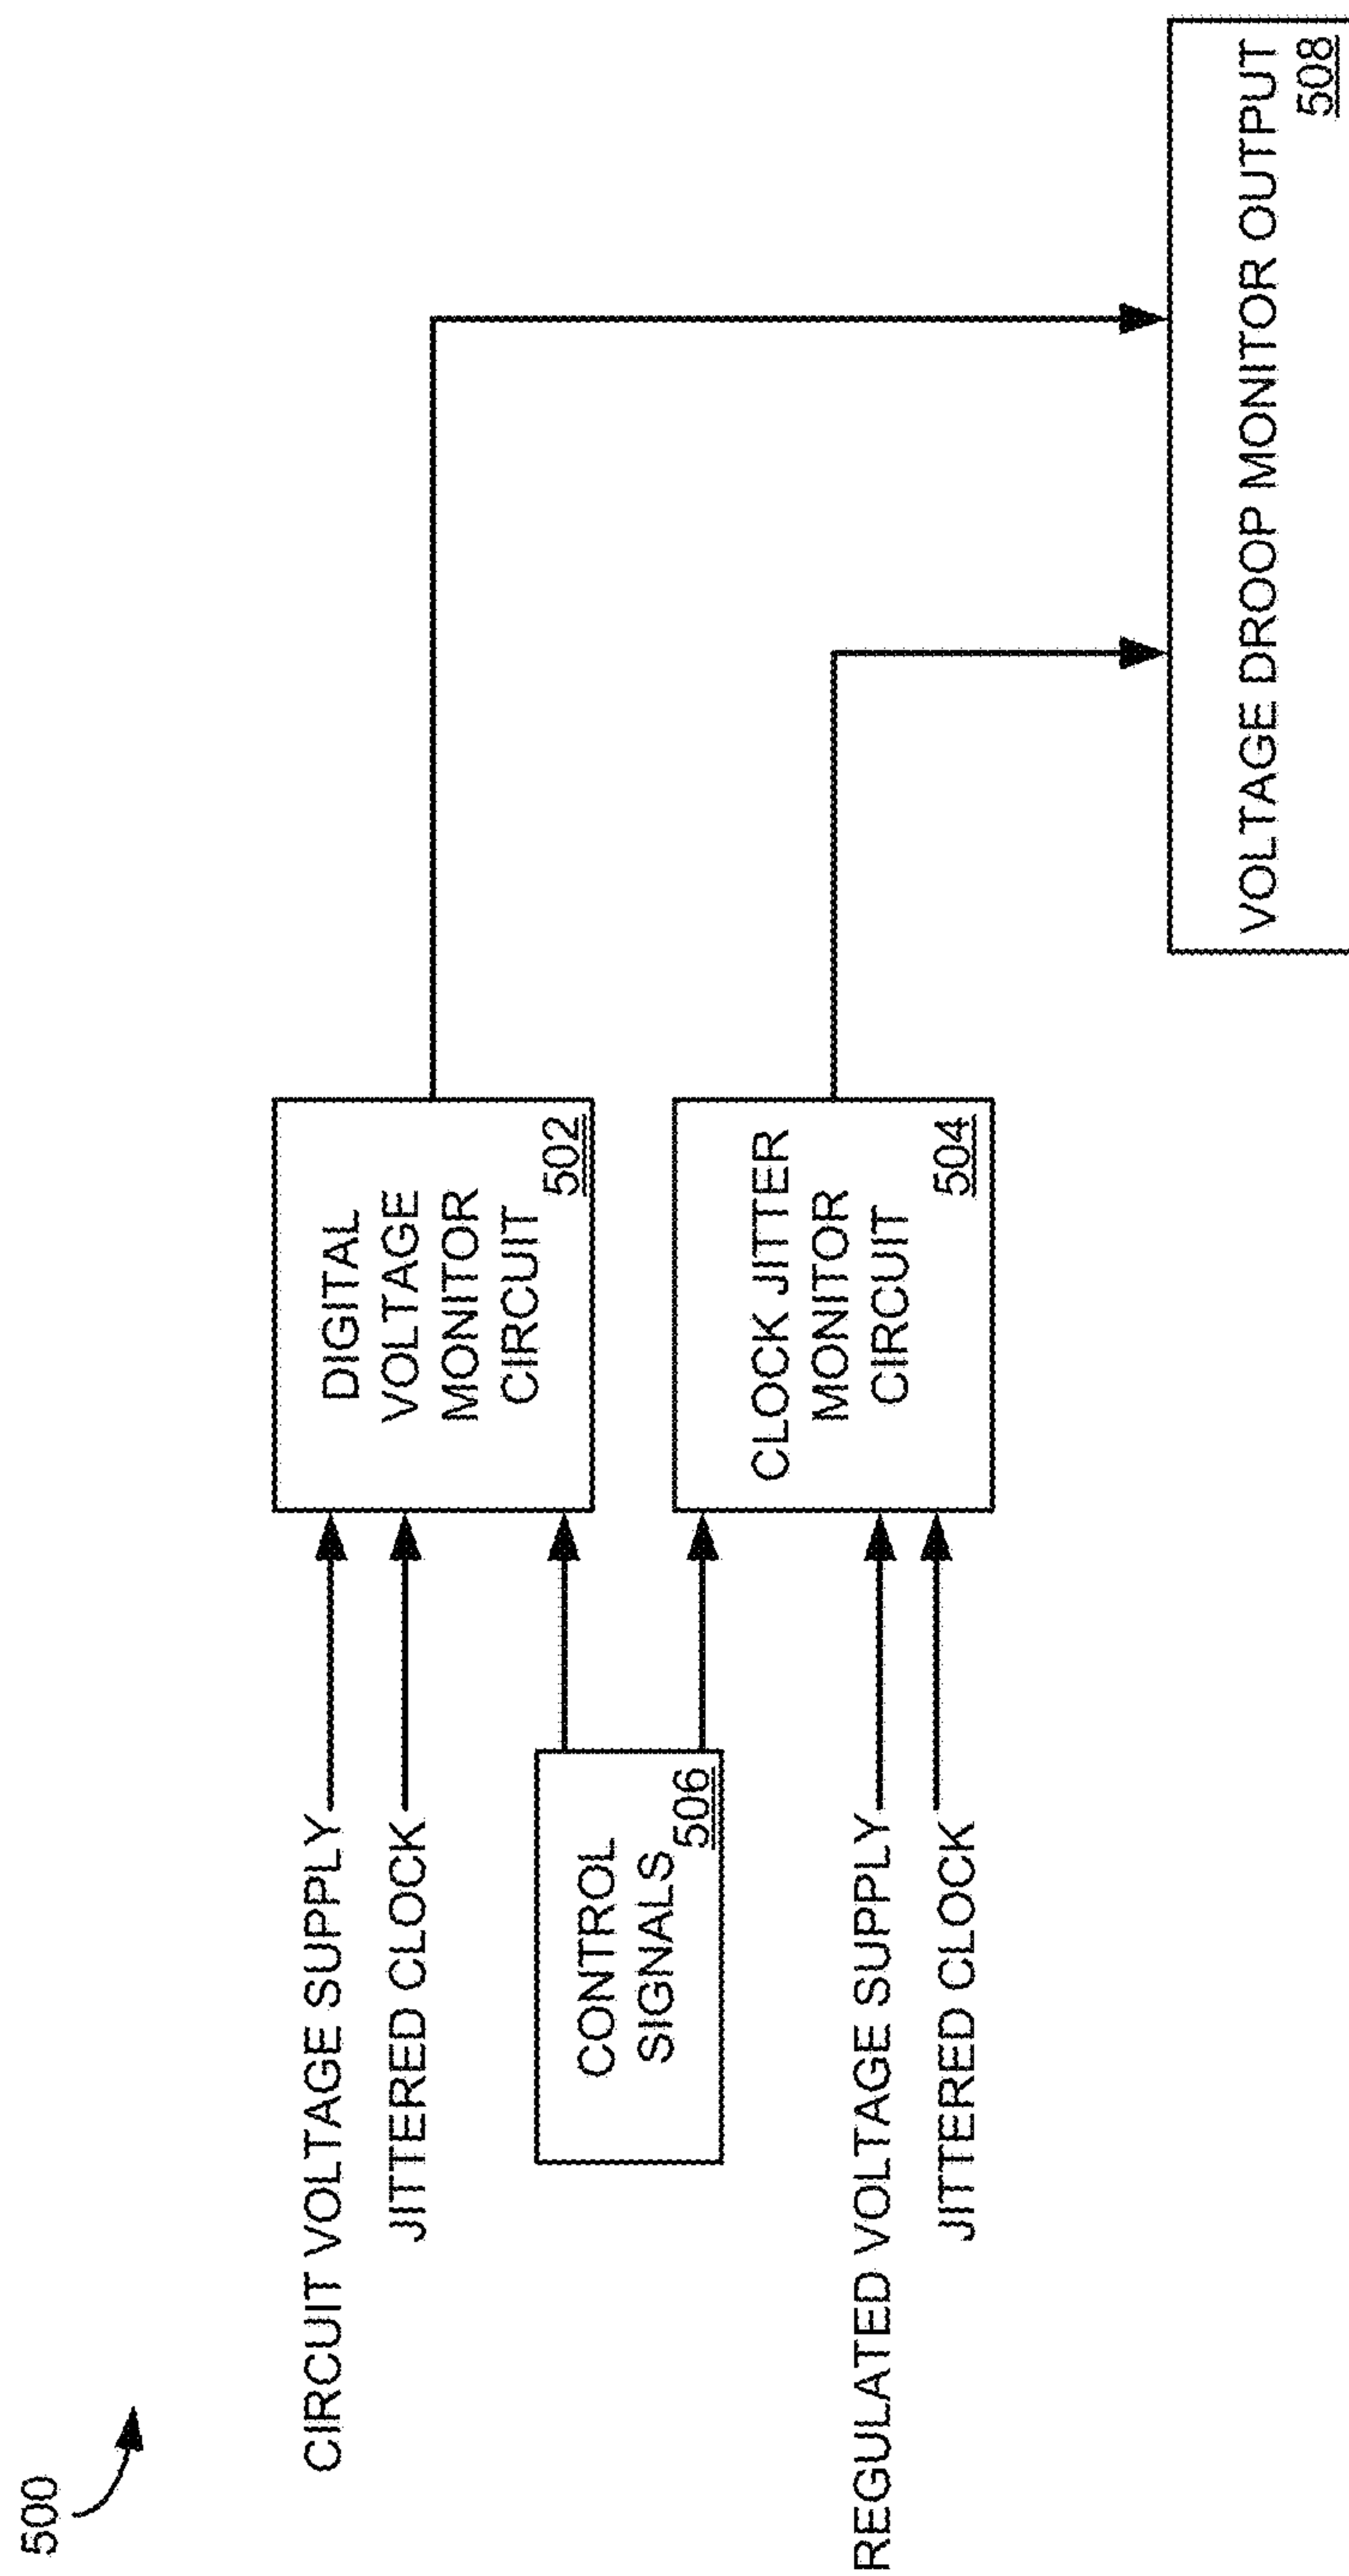 500
CIRCUIT VOLTAGE SUPPLY
JITTERED CLOCK
DIGITAL
VOLTAGE
MONITOR
CIRCUIT
502
CONTROL
SIGNALS
506
CLOCK JITTER
MONITOR
CIRCUIT
504
REGULATED VOLTAGE SUPPLY
JITTERED CLOCK
VOLTAGE DROOP MONITOR OUTPUT
508